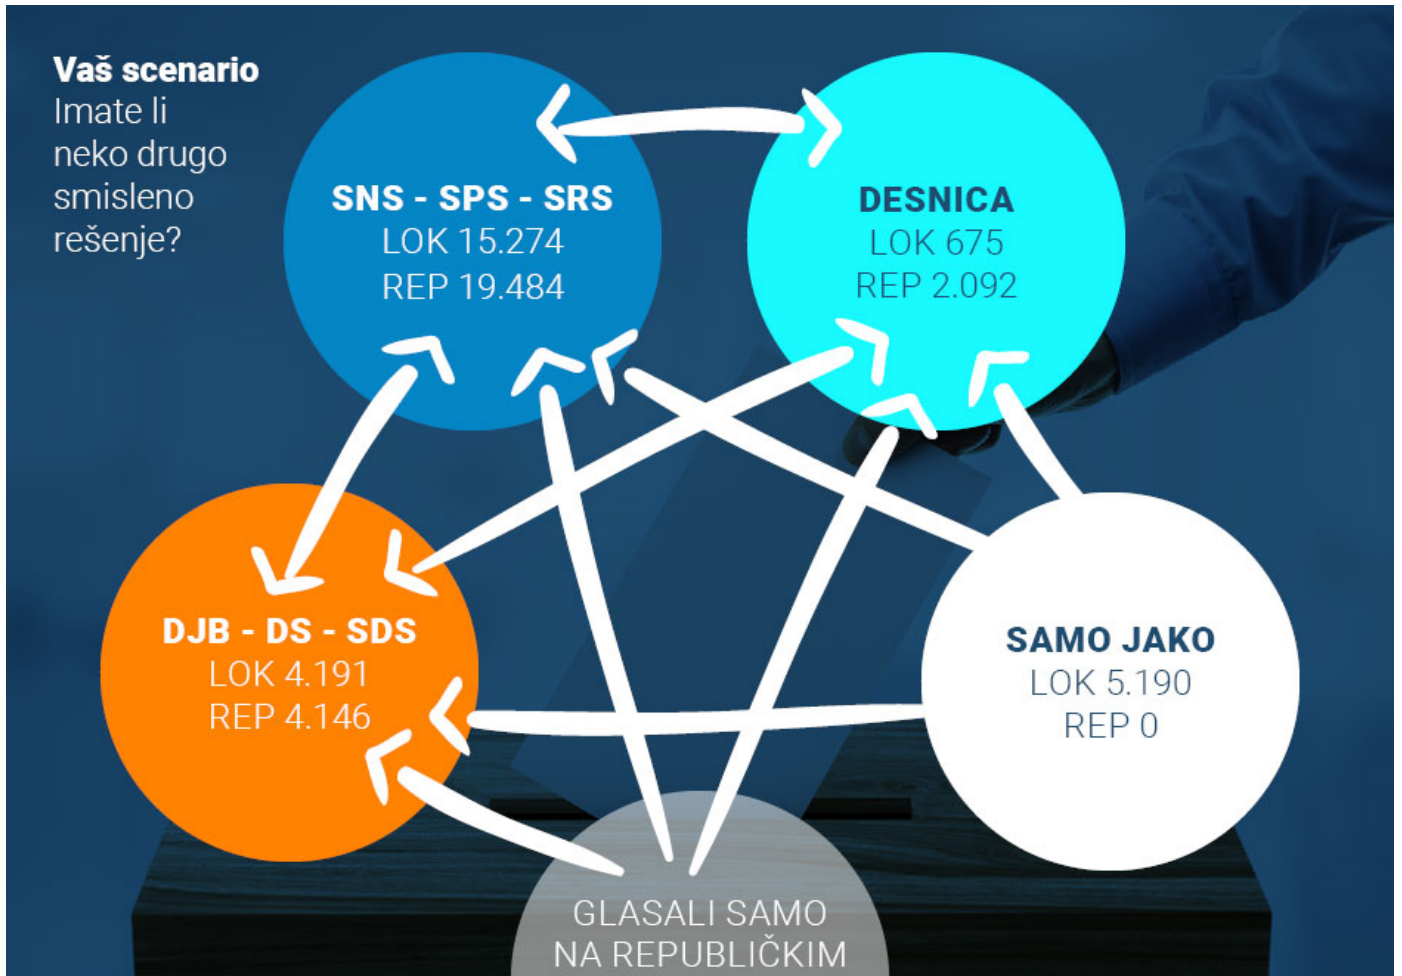 Vaš scenario
Imate li
neko drugo
smisleno
rešenje?
SNS - SPS - SRS
LOK 15.274
REP 19.484
DESNICA
LOK 675
REP 2.092
DJB - DS - SDS
LOK 4.191
REP 4.146
SAMO JAKO
LOK 5.190
REP 0
GLASALI SAMO
NA REPUBLIČKIM